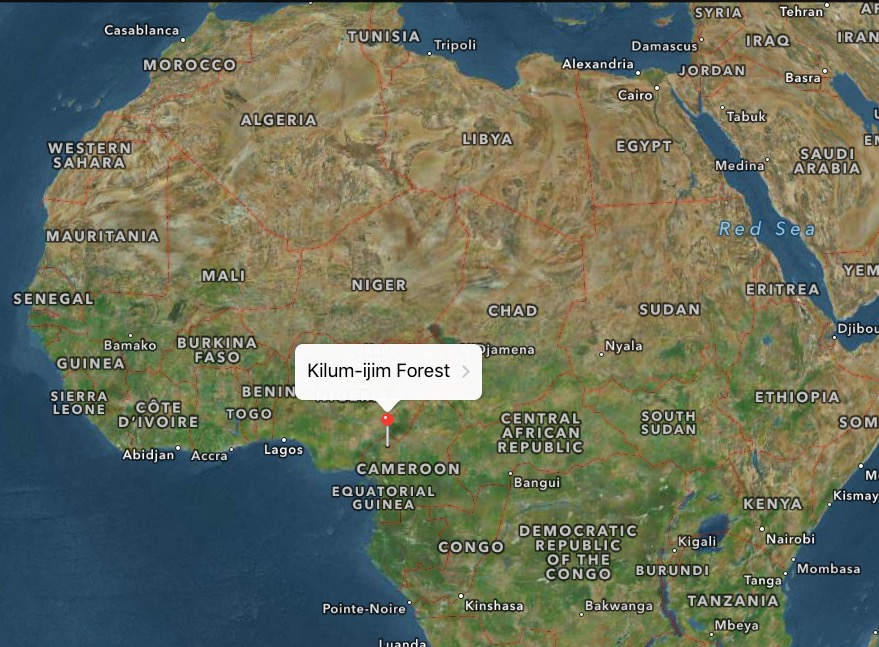 SYRIA
Tehran
Casablanca
TUNISIA
Tripoli
Damascus
IRAQ
IRAN
MOROCCO
Alexandria
JORDAN
Basra
Cairo
ALGERIA
Tabuk
LIBYA
EGYPT
WESTERN
SAHARA
Medina
SAUDI
ARABIA
Red Sea
MAURITANIA
MALI
NIGER
ERITREA
YEM
SENEGAL
CHAD
SUDAN
Djibou
Bamako
BURKINA
FASO
Djamena
Nyala
GUINEA
Kilum-ijim Forest
BENIN
SIERRA
LEONE
CÔTE
D'IVOIRE
TOGO
CENTRAL
AFRICAN
REPUBLIC
SOUTH
SUDAN
ETHIOPIA
SOM
Abidjan
Accra
Lagos
CAMEROON
Bangui
EQUATORIAL
GUINEA
KENYA
Kismay
CONGO
DEMOCRATIC
REPUBLIC
OF THE
CONGO
Kigali
Nairobi
BURUNDI
Mombasa
Tanga
Pointe-Noire
Kinshasa
Bakwanga
TANZANIA
Mbeya
Luanda